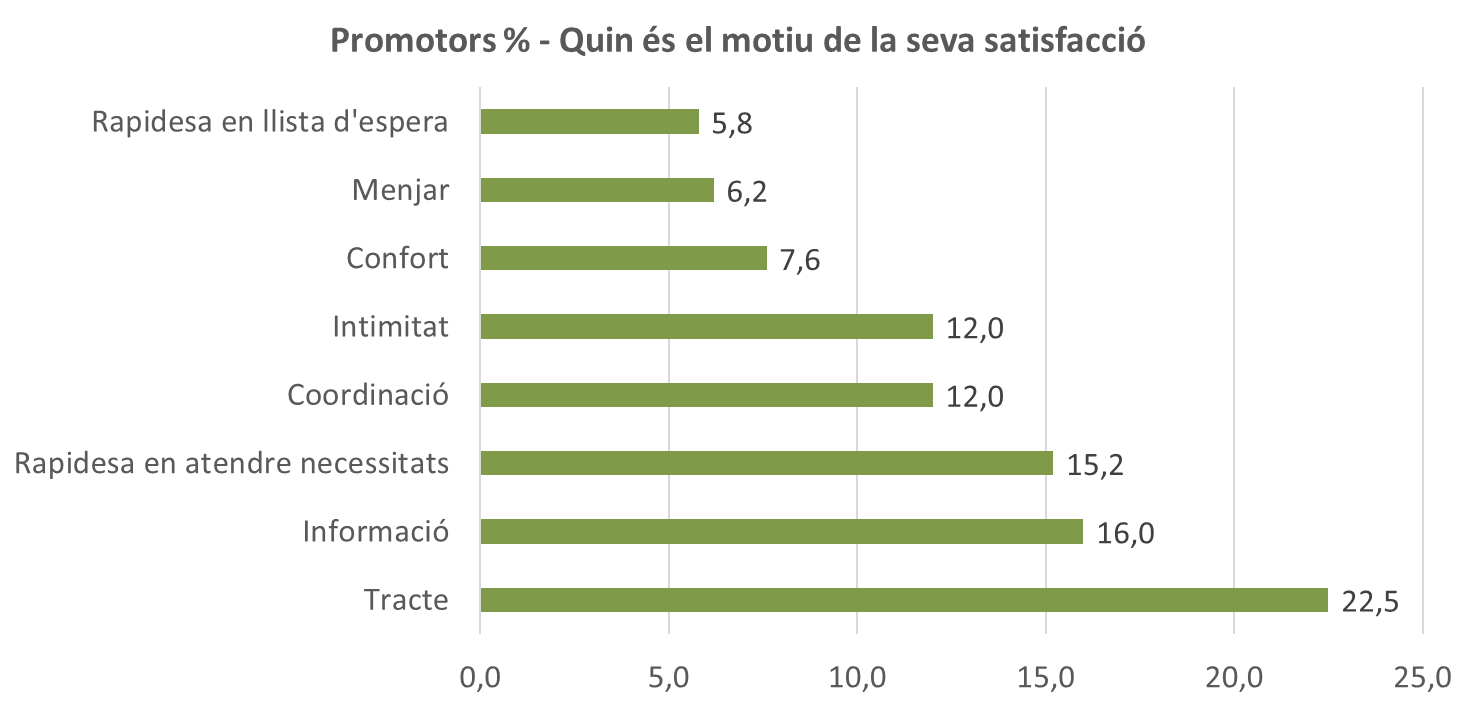 Promotors % - Quin és el motiu de la seva satisfacció
Rapidesa en llista d'espera 5,8
Menjar 6,2
Confort 7,6
Intimitat 12,0
Coordinació 12,0
Rapidesa en atendre necessitats 15,2
Informació 16,0
Tracte 22,5
0,0 5,0 10,0 15,0 20,0 25,0